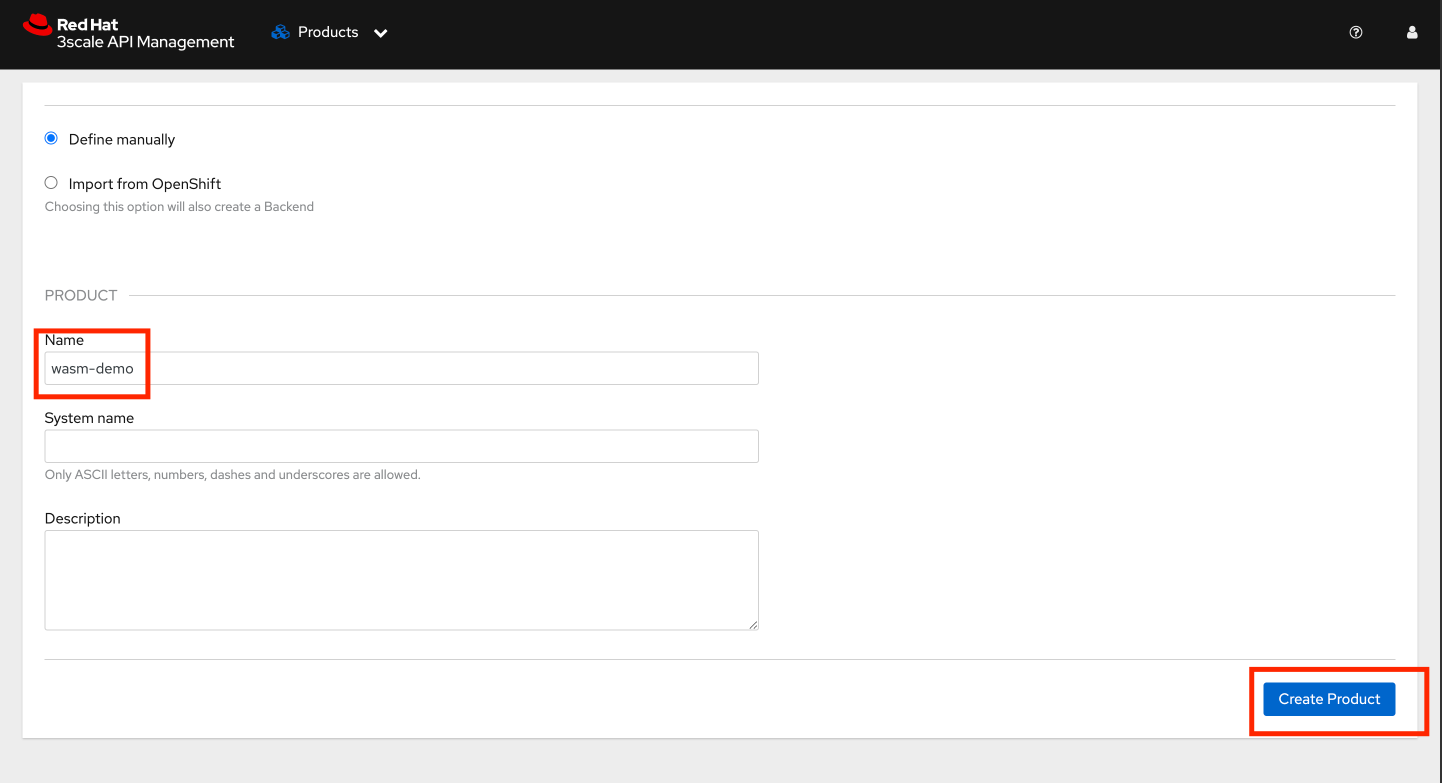 Red Hat
3scale API Management
Products
Define manually
Import from OpenShift
Choosing this option will also create a Backend
PRODUCT
Name
wasm-demo
System name
Only ASCII letters, numbers, dashes and underscores are allowed.
Description
Create Product